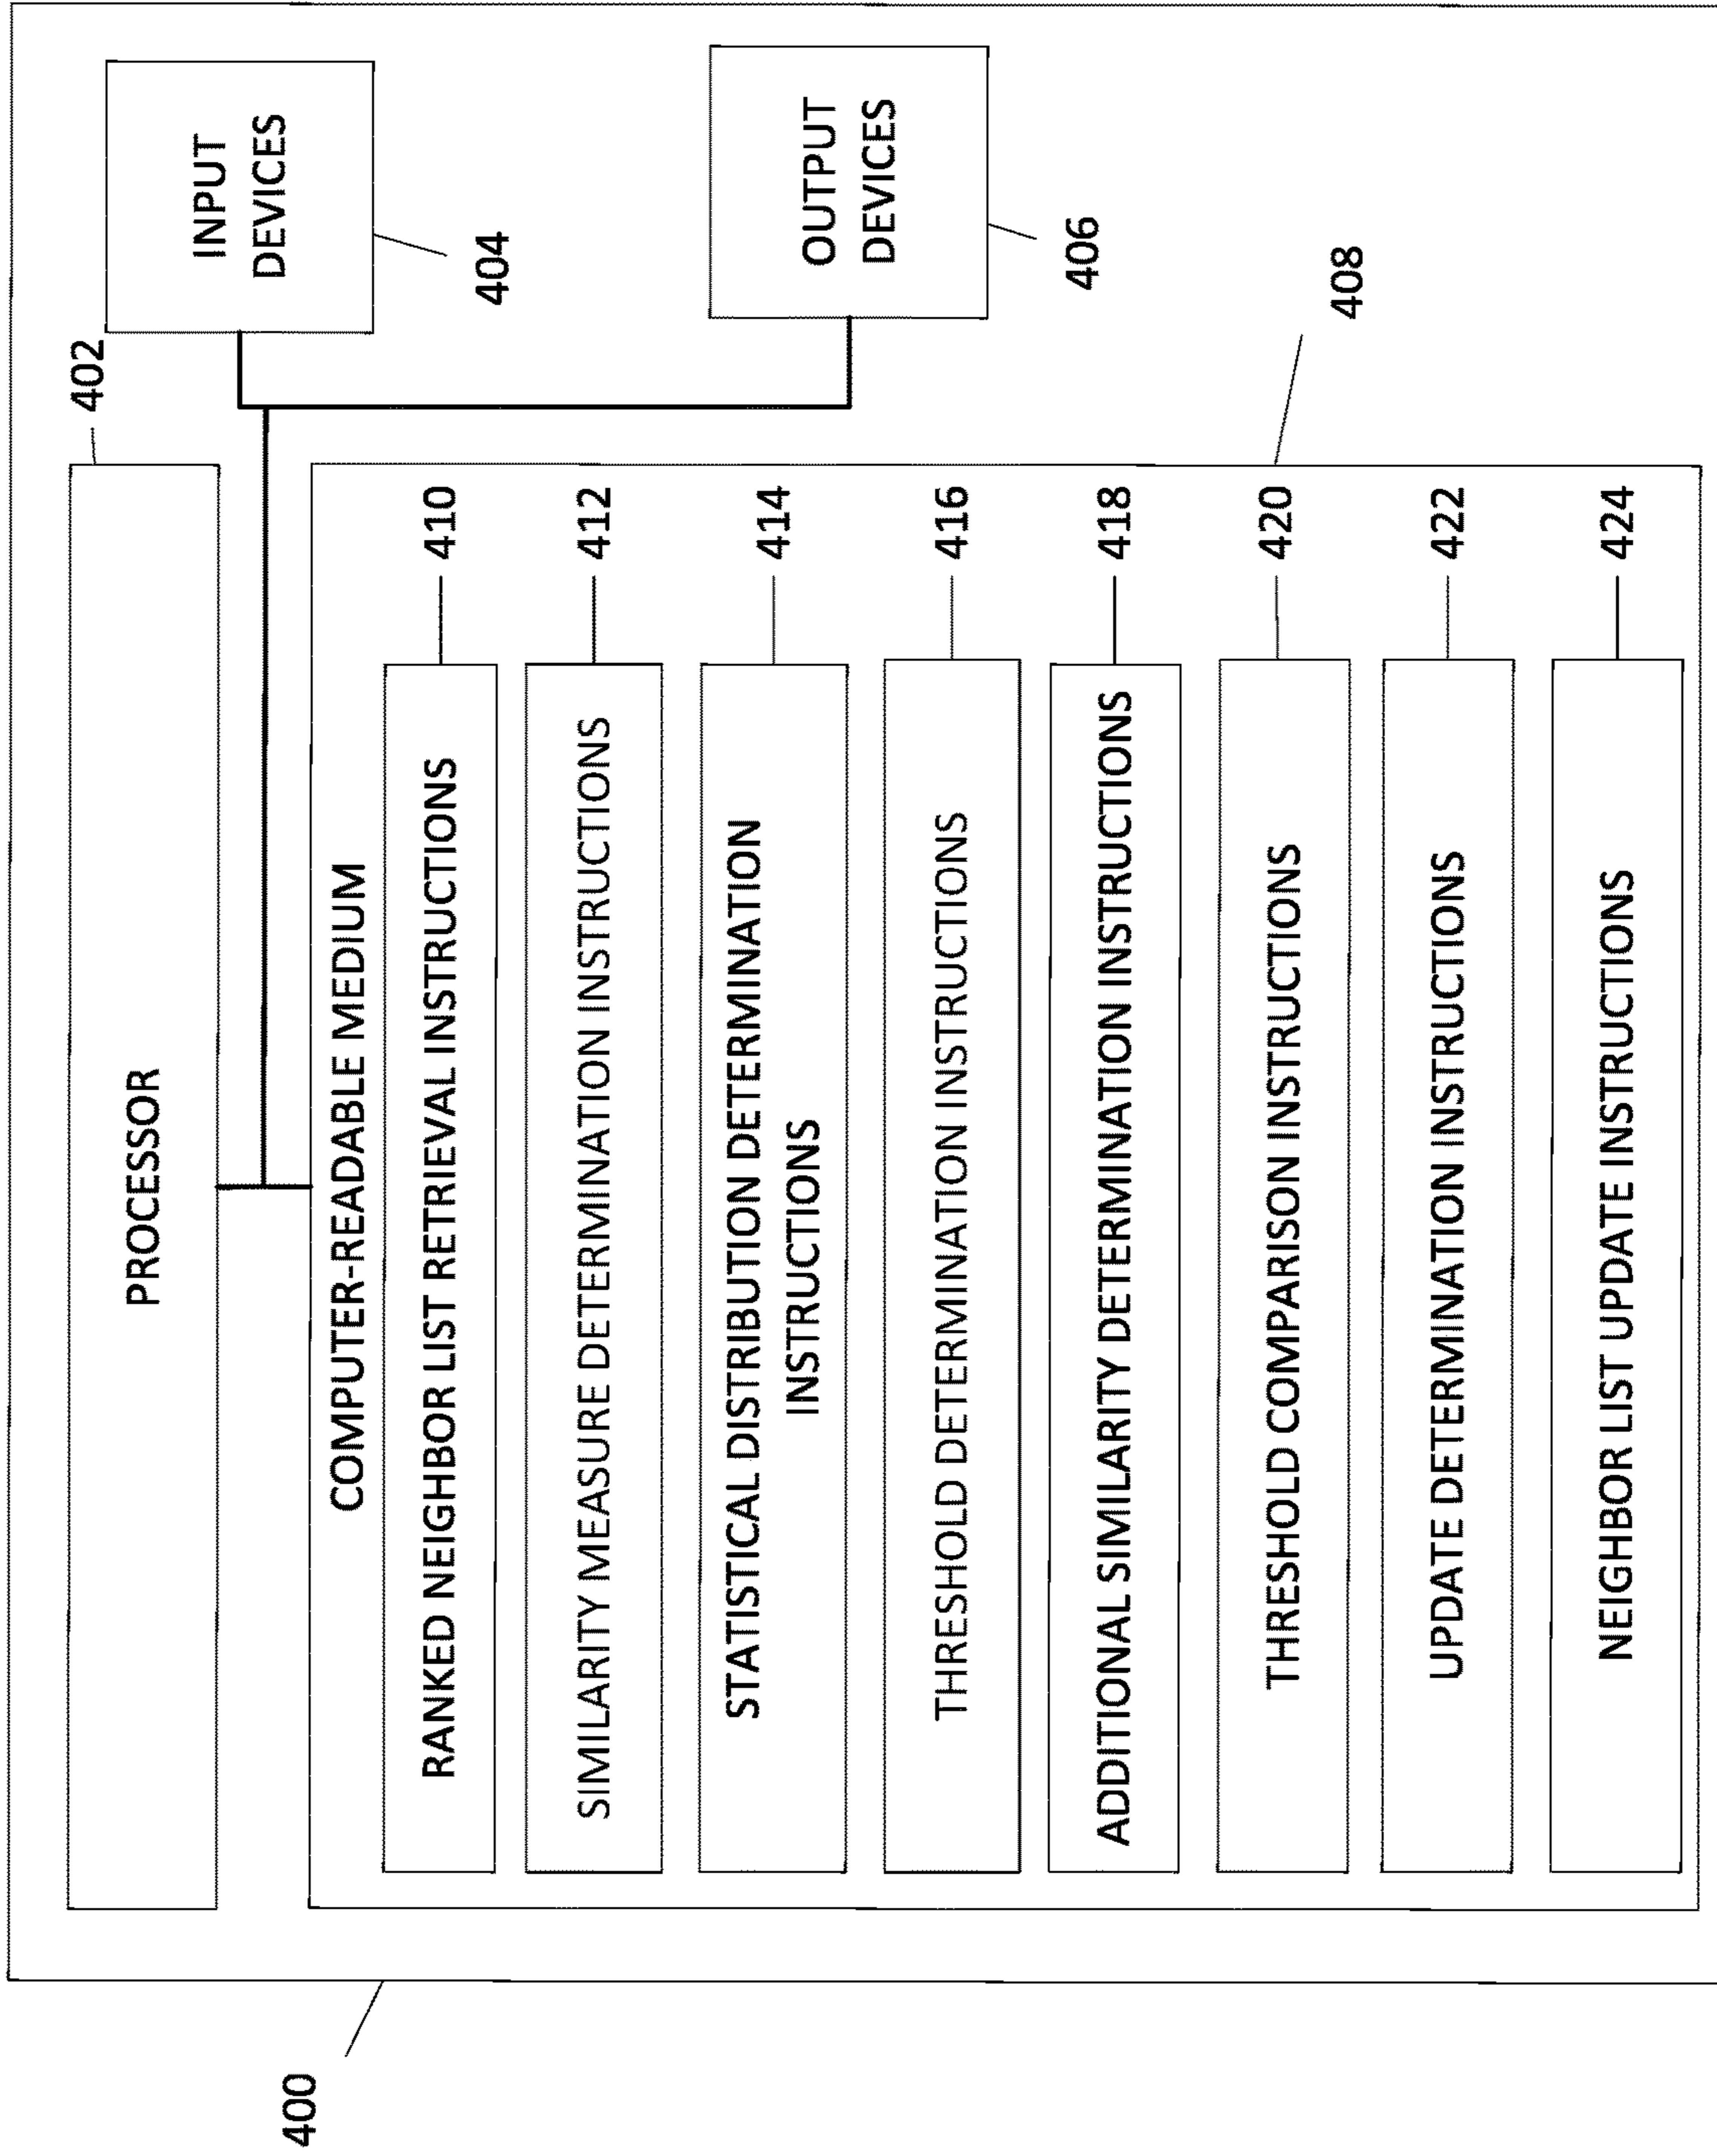 400
PROCESSOR
402
INPUT
DEVICES
404
OUTPUT
DEVICES
406
408
COMPUTER-READABLE MEDIUM
RANKED NEIGHBOR LIST RETRIEVAL INSTRUCTIONS
410
SIMILARITY MEASURE DETERMINATION INSTRUCTIONS
412
STATISTICAL DISTRIBUTION DETERMINATION
INSTRUCTIONS
414
THRESHOLD DETERMINATION INSTRUCTIONS
416
ADDITIONAL SIMILARITY DETERMINATION INSTRUCTIONS
418
THRESHOLD COMPARISON INSTRUCTIONS
420
UPDATE DETERMINATION INSTRUCTIONS
422
NEIGHBOR LIST UPDATE INSTRUCTIONS
424